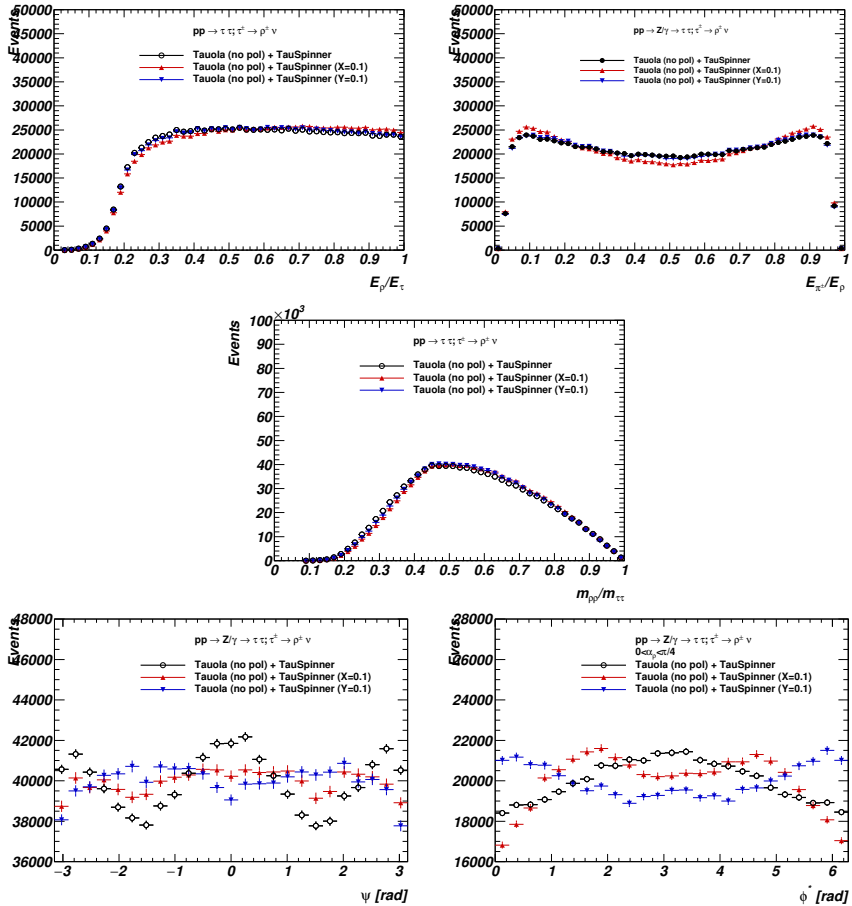 Events
50000
45000
40000
35000
30000
25000
20000
15000
10000
5000
0
pp → τ τ; τ± → ρ± ν
Tauola (no pol) + TauSpinner
Tauola (no pol) + TauSpinner (X=0.1)
Tauola (no pol) + TauSpinner (Y=0.1)
0 0.1 0.2 0.3 0.4 0.5 0.6 0.7 0.8 0.9 1
Eρ/Eτ
Events
50000
45000
40000
35000
30000
25000
20000
15000
10000
5000
0
pp → Z/γ → τ τ; τ± → ρ± ν
Tauola (no pol) + TauSpinner
Tauola (no pol) + TauSpinner (X=0.1)
Tauola (no pol) + TauSpinner (Y=0.1)
0 0.1 0.2 0.3 0.4 0.5 0.6 0.7 0.8 0.9 1
Eπ±/Eρ
×10³
Events
100
90
80
70
60
50
40
30
20
10
0
pp → τ τ; τ± → ρ± ν
Tauola (no pol) + TauSpinner
Tauola (no pol) + TauSpinner (X=0.1)
Tauola (no pol) + TauSpinner (Y=0.1)
0 0.1 0.2 0.3 0.4 0.5 0.6 0.7 0.8 0.9 1
mρρ/mττ
Events
48000
46000
44000
42000
40000
38000
36000
pp → Z/γ → τ τ; τ± → ρ± ν
Tauola (no pol) + TauSpinner
Tauola (no pol) + TauSpinner (X=0.1)
Tauola (no pol) + TauSpinner (Y=0.1)
−3 −2 −1 0 1 2 3
ψ [rad]
Events
28000
26000
24000
22000
20000
18000
16000
pp → Z/γ → τ τ; τ± → ρ± ν
0<αρ<π/4
Tauola (no pol) + TauSpinner
Tauola (no pol) + TauSpinner (X=0.1)
Tauola (no pol) + TauSpinner (Y=0.1)
0 1 2 3 4 5 6
ϕ* [rad]